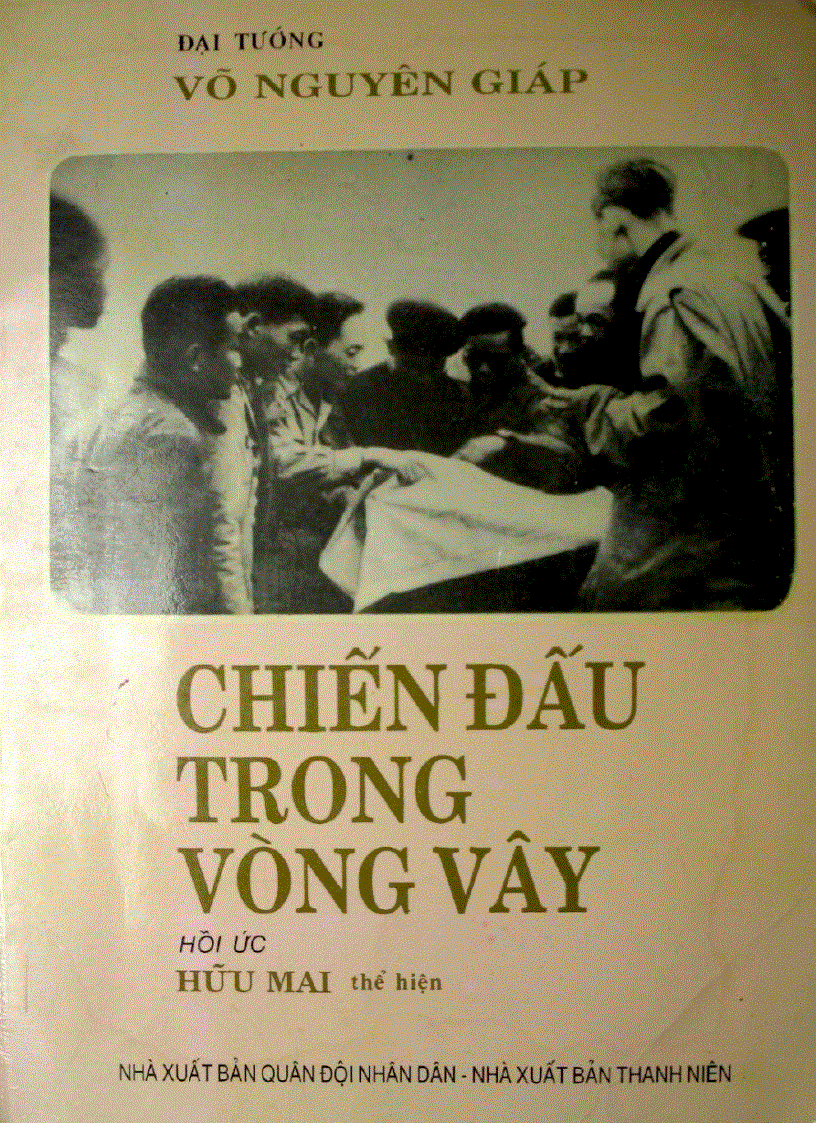 ĐẠI TƯỚNG
VÕ NGUYÊN GIÁP
CHIẾN ĐẤU
TRONG
VÒNG VÂY
HỒI ỨC
HỮU MAI thể hiện
NHÀ XUẤT BẢN QUÂN ĐỘI NHÂN DÂN - NHÀ XUẤT BẢN THANH NIÊN